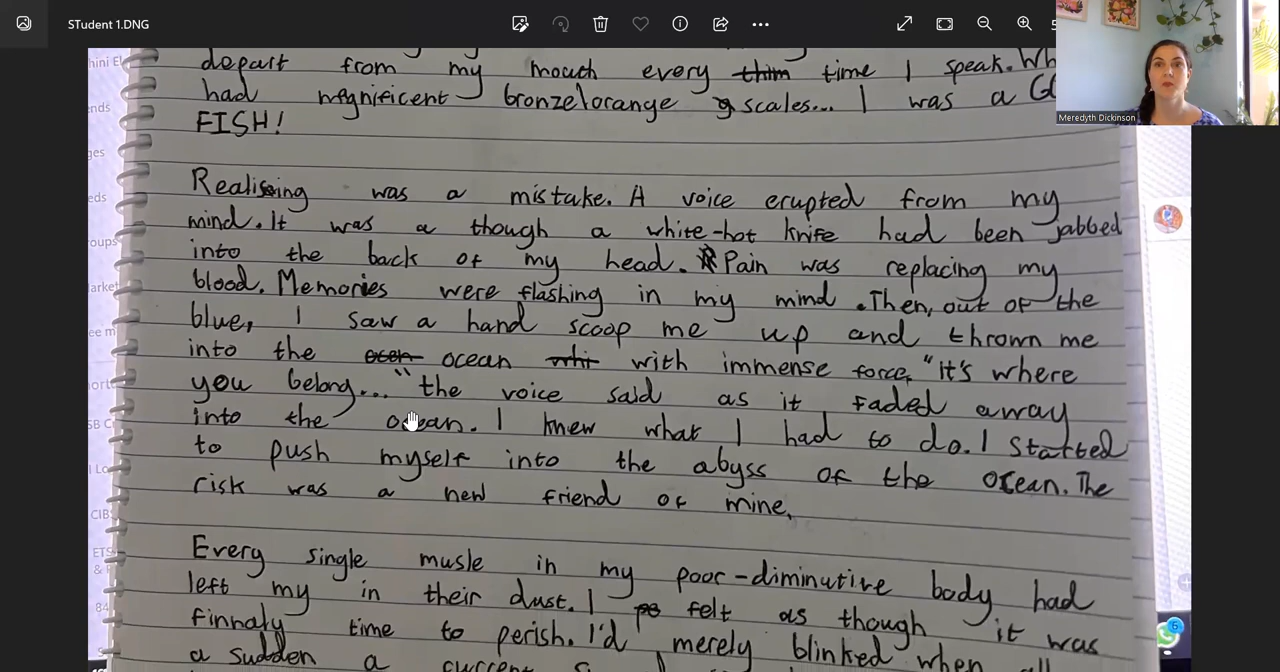 STudent 1.DNG
Meredyth Dickinson
depart from my mouth every thim time I speak. Wh
had magnificent bronze/orange g scales... I was a GO
FISH!
Realising was a mistake. A voice erupted from my
mind. It was a though a white-hot knife had been jabbed
into the back of my head. Pain was replacing my
blood. Memories were flashing in my mind. Then, out of the
blue, I saw a hand scoop me up and thrown me
into the ocen ocean whi with immense force, "It's where
you belong..." the voice said as it faded away
into the ocean. I knew what I had to do. I started
to push myself into the abyss of the ocean. The
risk was a new friend of mine,
Every single musle in my poor-diminutive body had
left my in their dust. I felt as though it was
finnaly time to perish. I'd merely blinked when all
a sudden a current